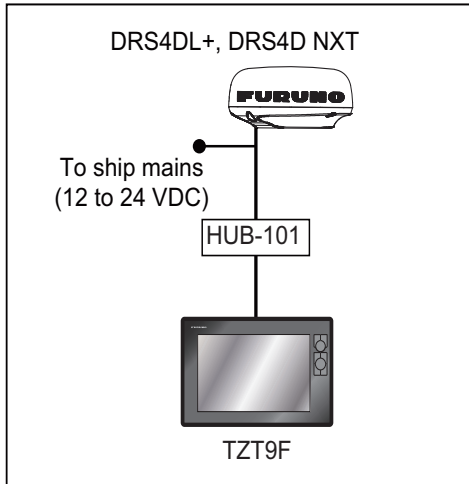 DRS4DL+, DRS4D NXT
FURUNO
To ship mains
(12 to 24 VDC)
HUB-101
TZT9F